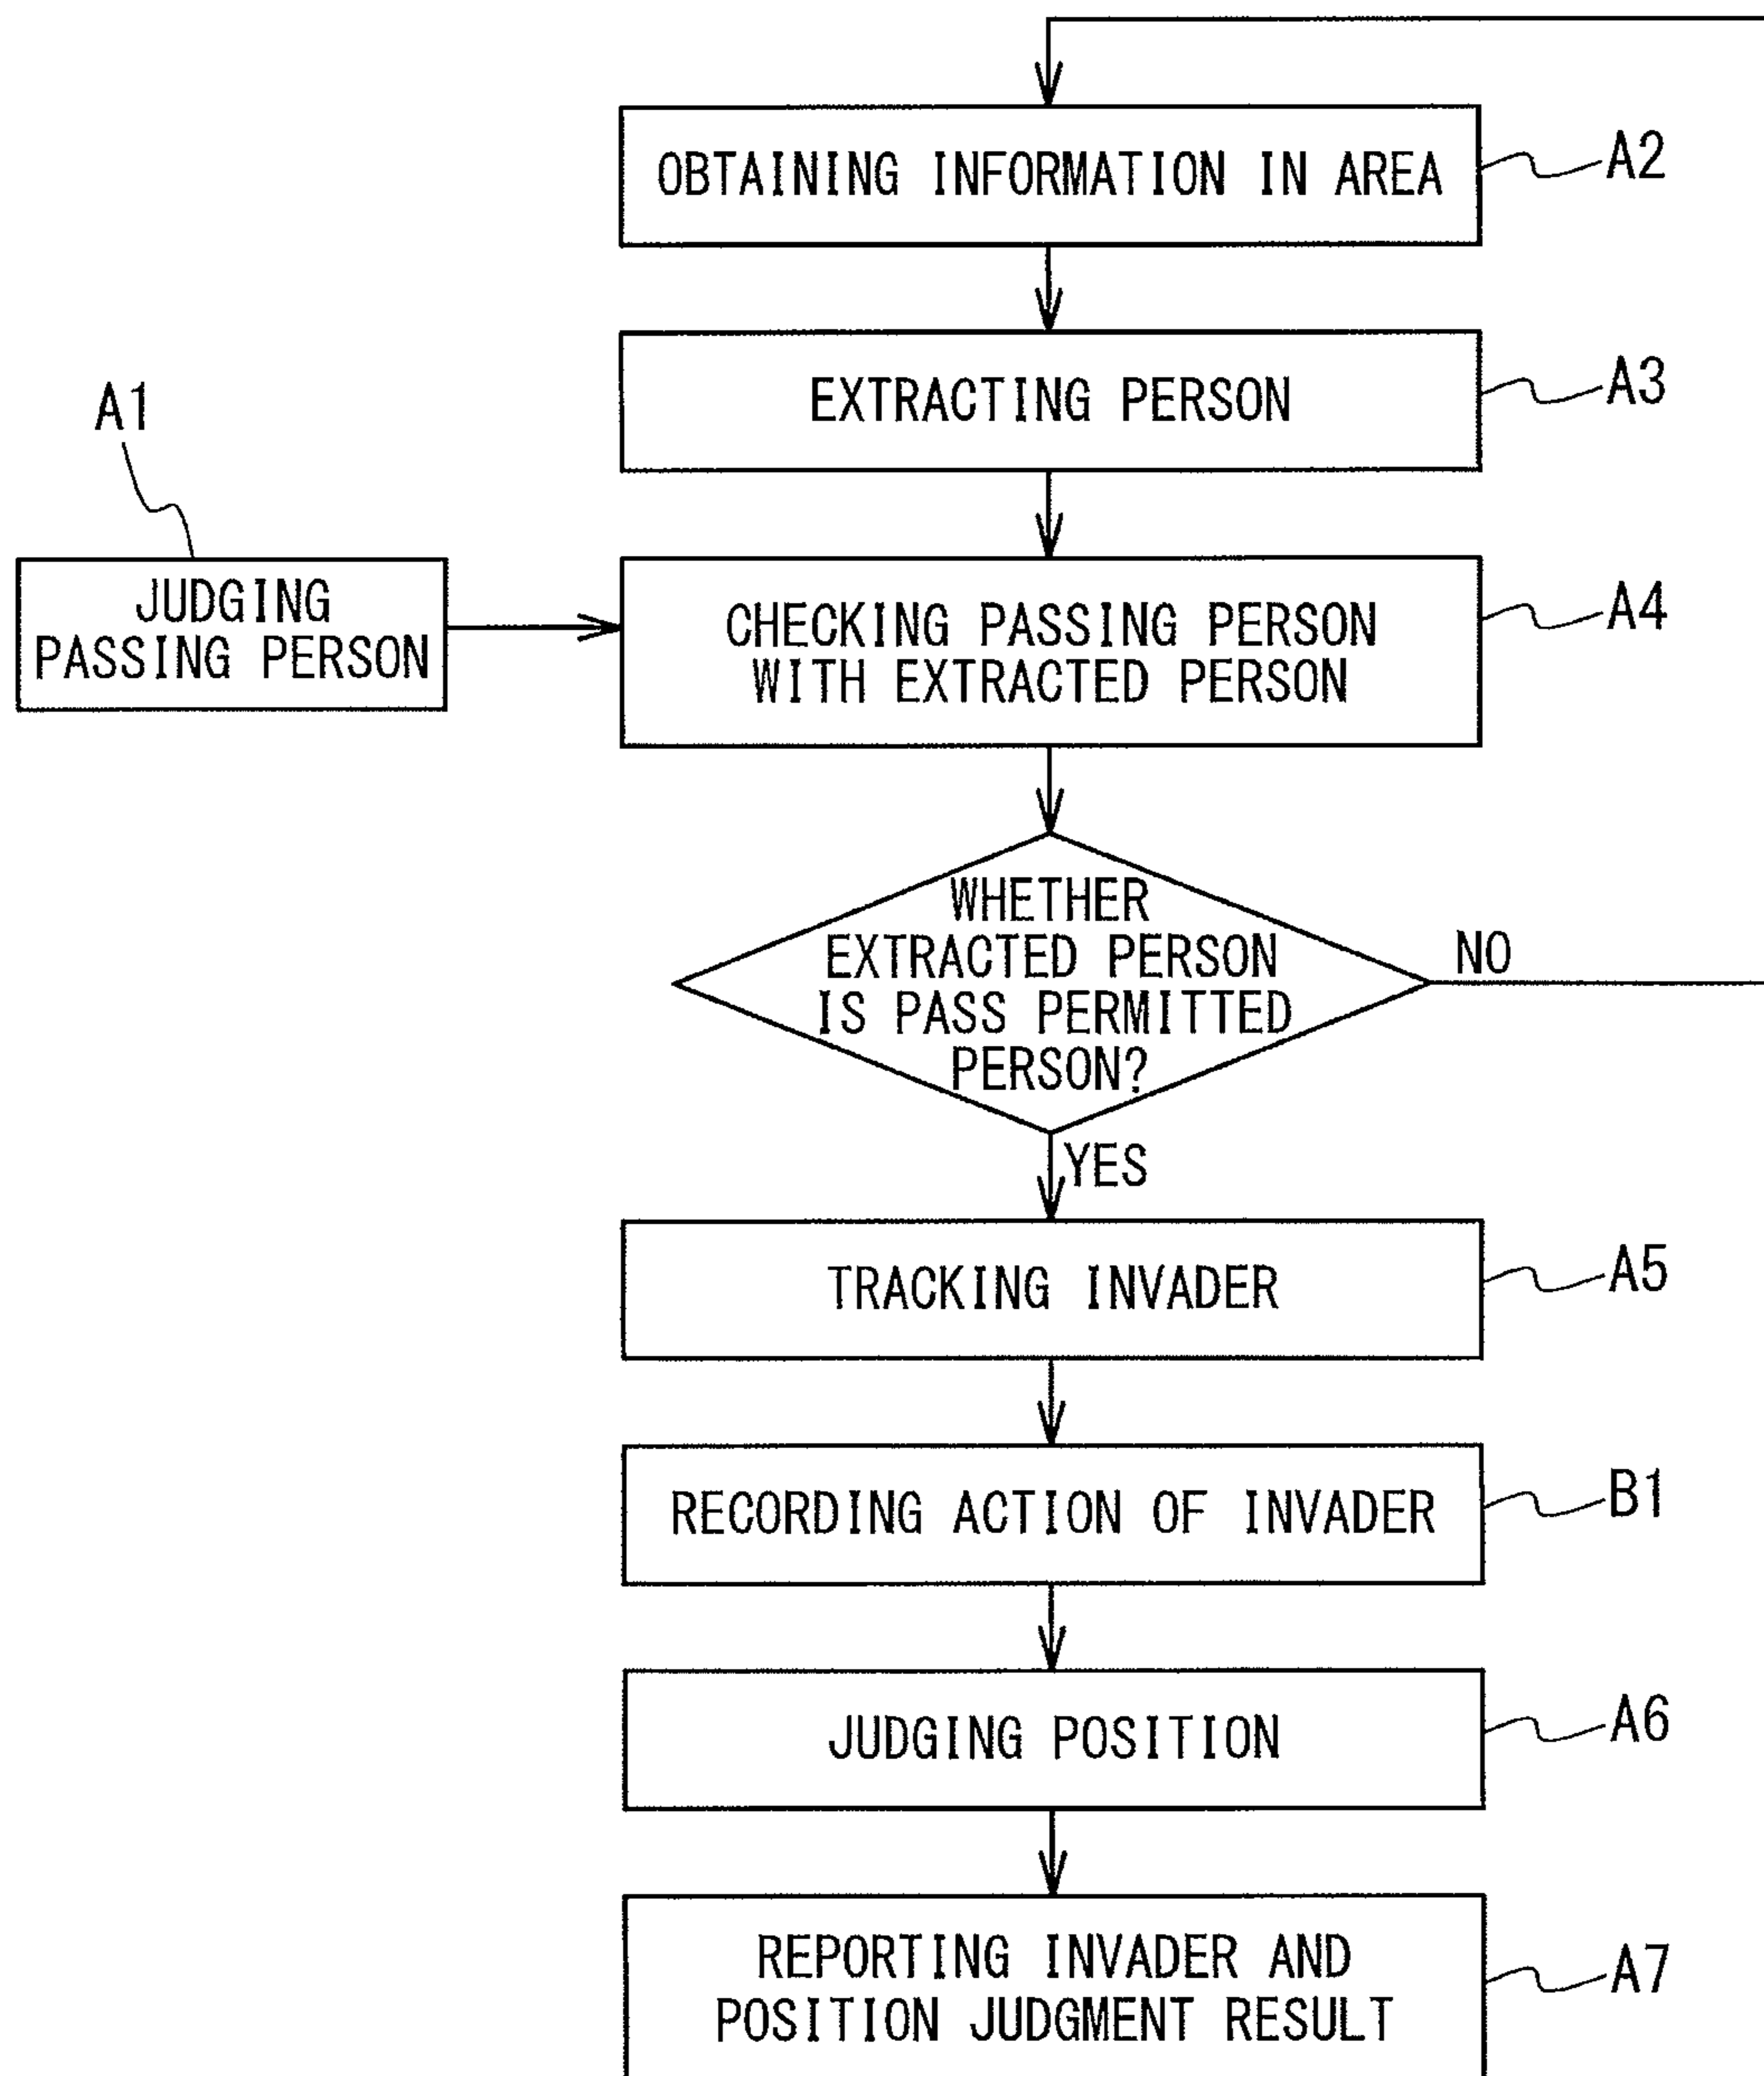 OBTAINING INFORMATION IN AREA
A2
EXTRACTING PERSON
A3
A1
JUDGING
PASSING PERSON
CHECKING PASSING PERSON
WITH EXTRACTED PERSON
A4
WHETHER
EXTRACTED PERSON
IS PASS PERMITTED
PERSON?
NO
YES
TRACKING INVADER
A5
RECORDING ACTION OF INVADER
B1
JUDGING POSITION
A6
REPORTING INVADER AND
POSITION JUDGMENT RESULT
A7